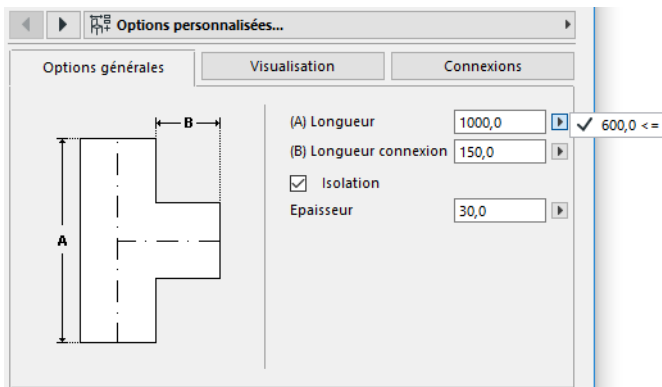 Options personnalisées...
Options générales
Visualisation
Connexions
B
A
(A) Longueur 1000,0
600,0 <=
(B) Longueur connexion 150,0
Isolation
Epaisseur 30,0